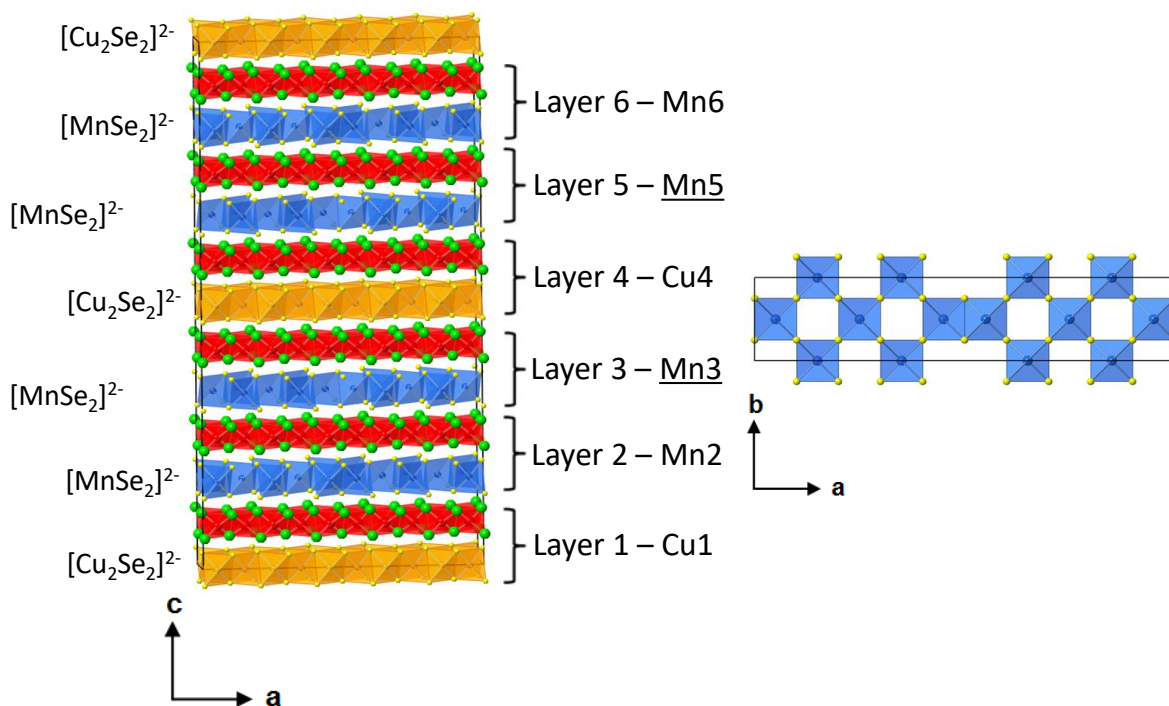 [Cu₂Se₂]²⁻
Layer 6 – Mn6
[MnSe₂]²⁻
Layer 5 – Mn5
[MnSe₂]²⁻
Layer 4 – Cu4
[Cu₂Se₂]²⁻
Layer 3 – Mn3
[MnSe₂]²⁻
Layer 2 – Mn2
[MnSe₂]²⁻
Layer 1 – Cu1
[Cu₂Se₂]²⁻
c
a
b
a